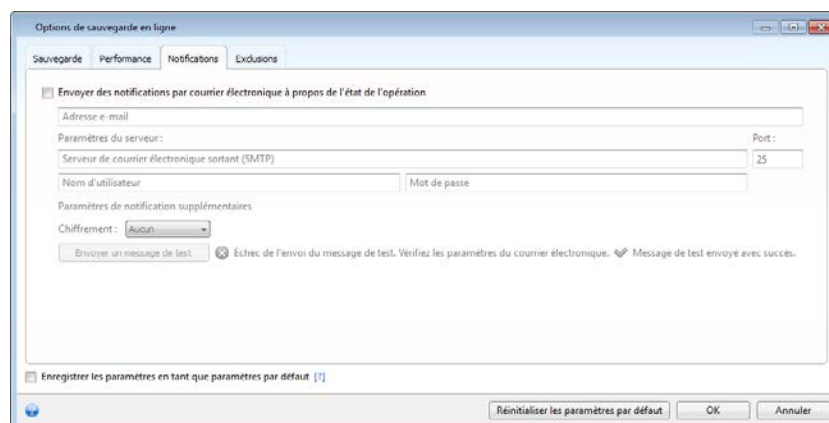 Options de sauvegarde en ligne
Sauvegarde Performance Notifications Exclusions
Envoyer des notifications par courrier électronique à propos de l'état de l'opération
Adresse e-mail
Paramètres du serveur : Port :
Serveur de courrier électronique sortant (SMTP) 25
Nom d'utilisateur Mot de passe
Paramètres de notification supplémentaires
Chiffrement : Aucun
Envoyer un message de test Échec de l'envoi du message de test. Vérifiez les paramètres du courrier électronique. Message de test envoyé avec succès.
Enregistrer les paramètres en tant que paramètres par défaut [?]
Réinitialiser les paramètres par défaut OK Annuler